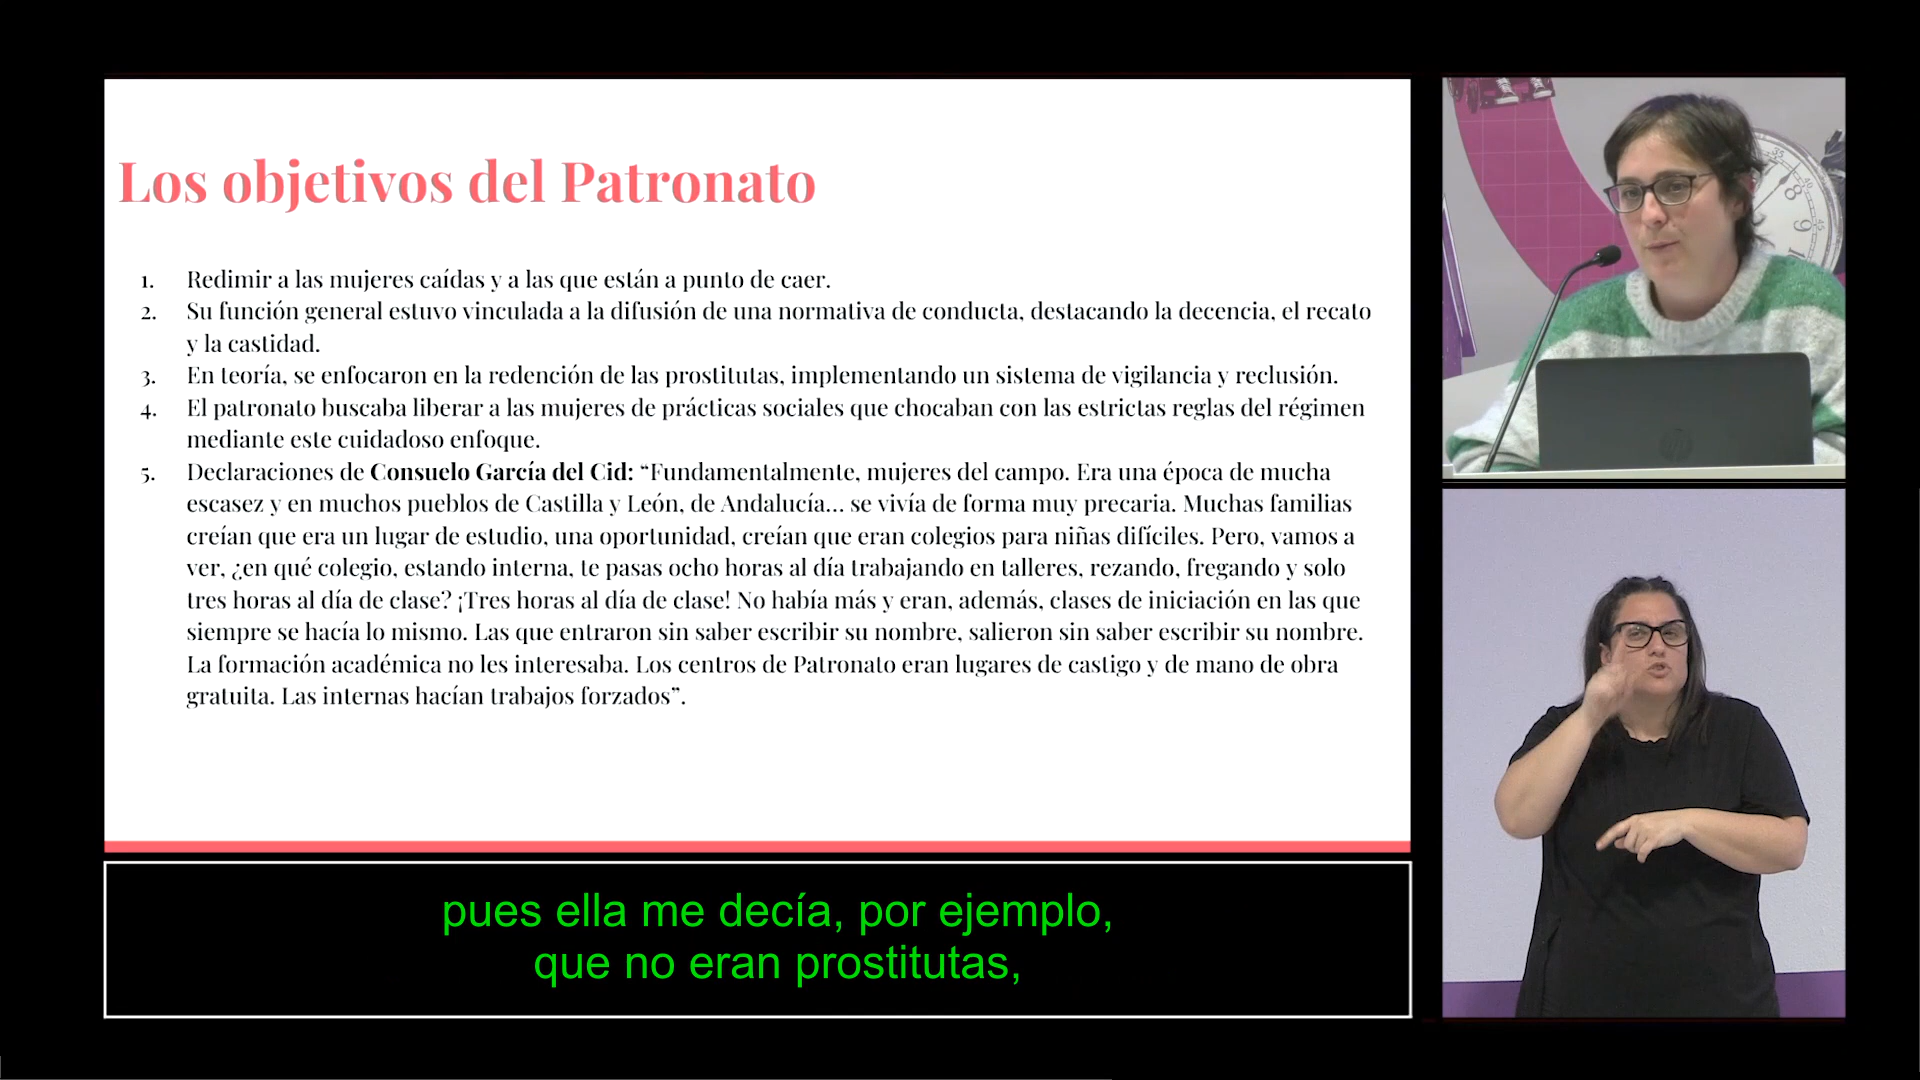 Los objetivos del Patronato
1. Redimir a las mujeres caídas y a las que están a punto de caer.
2. Su función general estuvo vinculada a la difusión de una normativa de conducta, destacando la decencia, el recato
y la castidad.
3. En teoría, se enfocaron en la redención de las prostitutas, implementando un sistema de vigilancia y reclusión.
4. El patronato buscaba liberar a las mujeres de prácticas sociales que chocaban con las estrictas reglas del régimen
mediante este cuidadoso enfoque.
5. Declaraciones de Consuelo García del Cid: “Fundamentalmente, mujeres del campo. Era una época de mucha
escasez y en muchos pueblos de Castilla y León, de Andalucía... se vivía de forma muy precaria. Muchas familias
creían que era un lugar de estudio, una oportunidad, creían que eran colegios para niñas difíciles. Pero, vamos a
ver, ¿en qué colegio, estando interna, te pasas ocho horas al día trabajando en talleres, rezando, fregando y solo
tres horas al día de clase? ¡Tres horas al día de clase! No había más y eran, además, clases de iniciación en las que
siempre se hacía lo mismo. Las que entraron sin saber escribir su nombre, salieron sin saber escribir su nombre.
La formación académica no les interesaba. Los centros de Patronato eran lugares de castigo y de mano de obra
gratuita. Las internas hacían trabajos forzados”.
pues ella me decía, por ejemplo,
que no eran prostitutas,